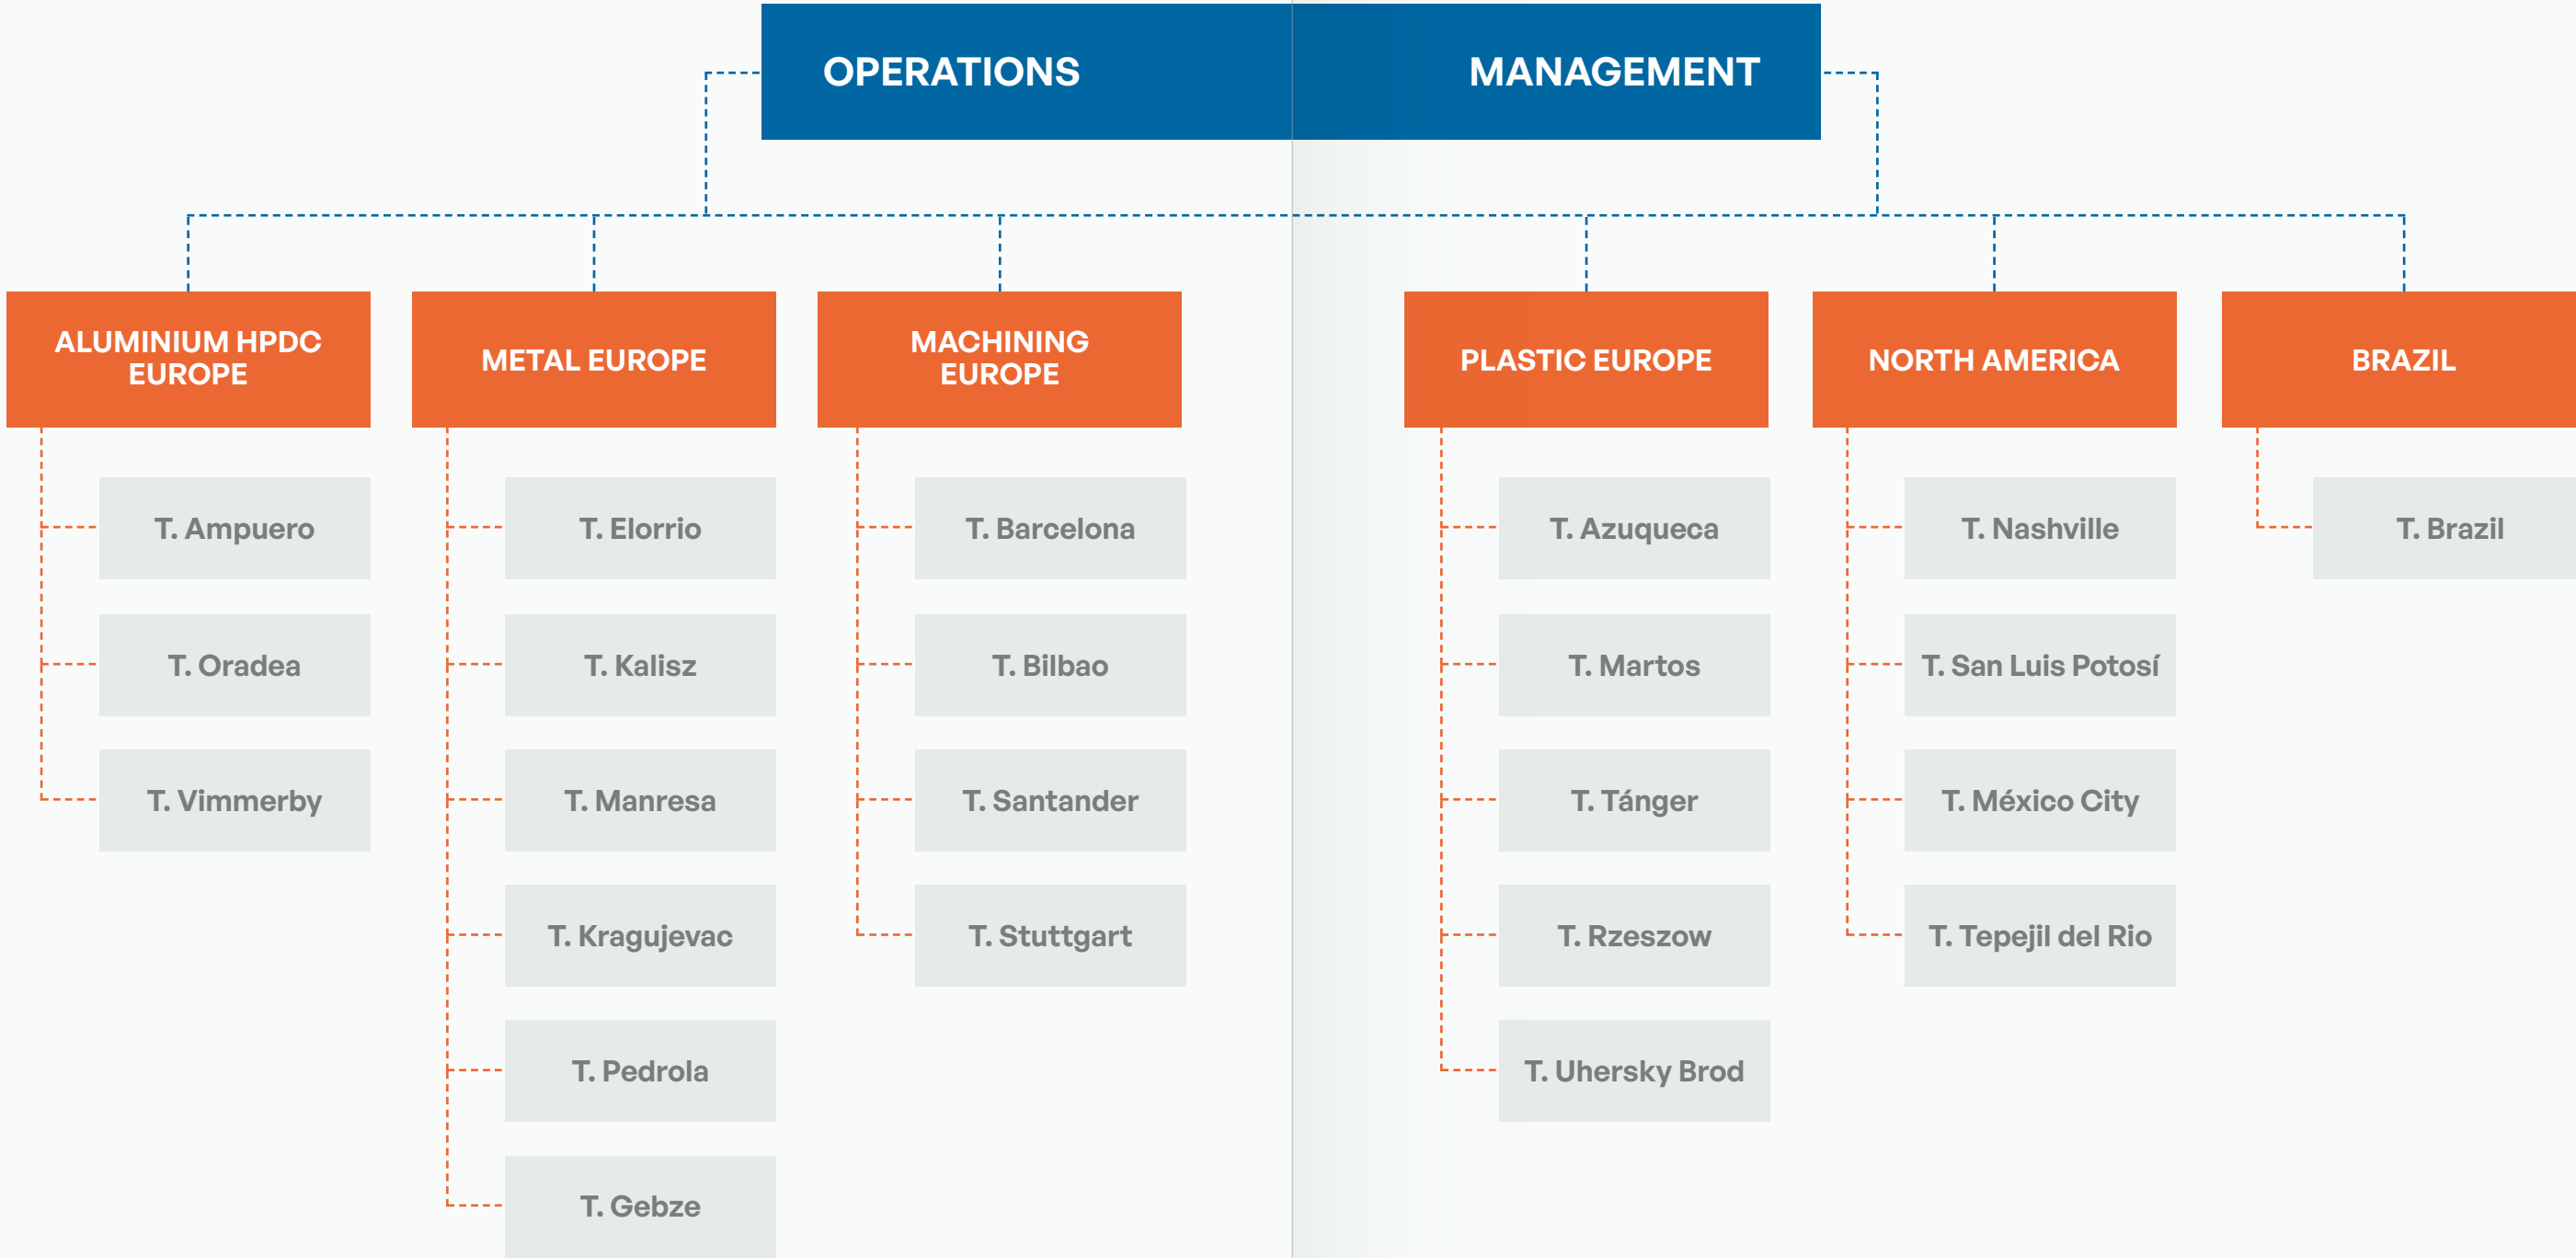 OPERATIONS MANAGEMENT
ALUMINIUM HPDC
EUROPE
T. Ampuero
T. Oradea
T. Vimmerby
METAL EUROPE
T. Elorrio
T. Kalisz
T. Manresa
T. Kragujevac
T. Pedrola
T. Gebze
MACHINING
EUROPE
T. Barcelona
T. Bilbao
T. Santander
T. Stuttgart
PLASTIC EUROPE
T. Azuqueca
T. Martos
T. Tánger
T. Rzeszow
T. Uhersky Brod
NORTH AMERICA
T. Nashville
T. San Luis Potosí
T. México City
T. Tepejil del Rio
BRAZIL
T. Brazil